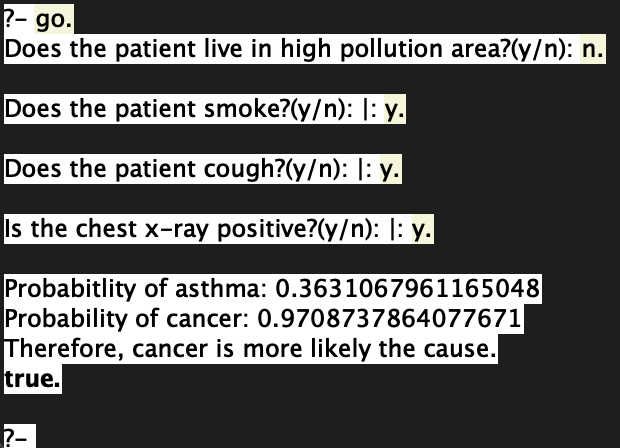 ?- go.
Does the patient live in high pollution area?(y/n): n.
Does the patient smoke?(y/n): |: y.
Does the patient cough?(y/n): |: y.
Is the chest x-ray positive?(y/n): |: y.
Probabitlity of asthma: 0.3631067961165048
Probability of cancer: 0.9708737864077671
Therefore, cancer is more likely the cause.
true.
?-